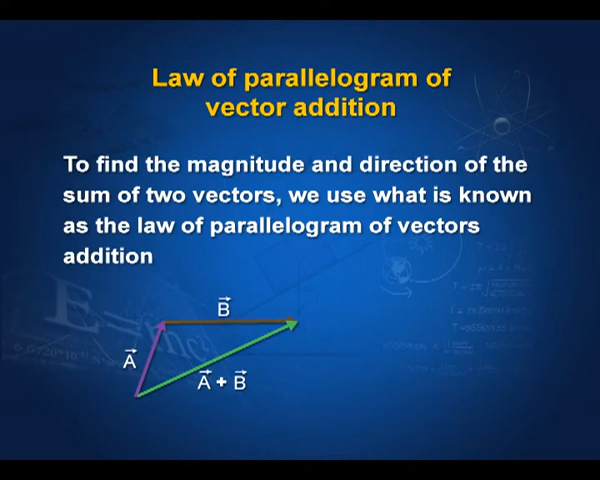 Law of parallelogram of
vector addition
To find the magnitude and direction of the
sum of two vectors, we use what is known
as the law of parallelogram of vectors
addition
B⃗
A⃗
A⃗ + B⃗
E=mc